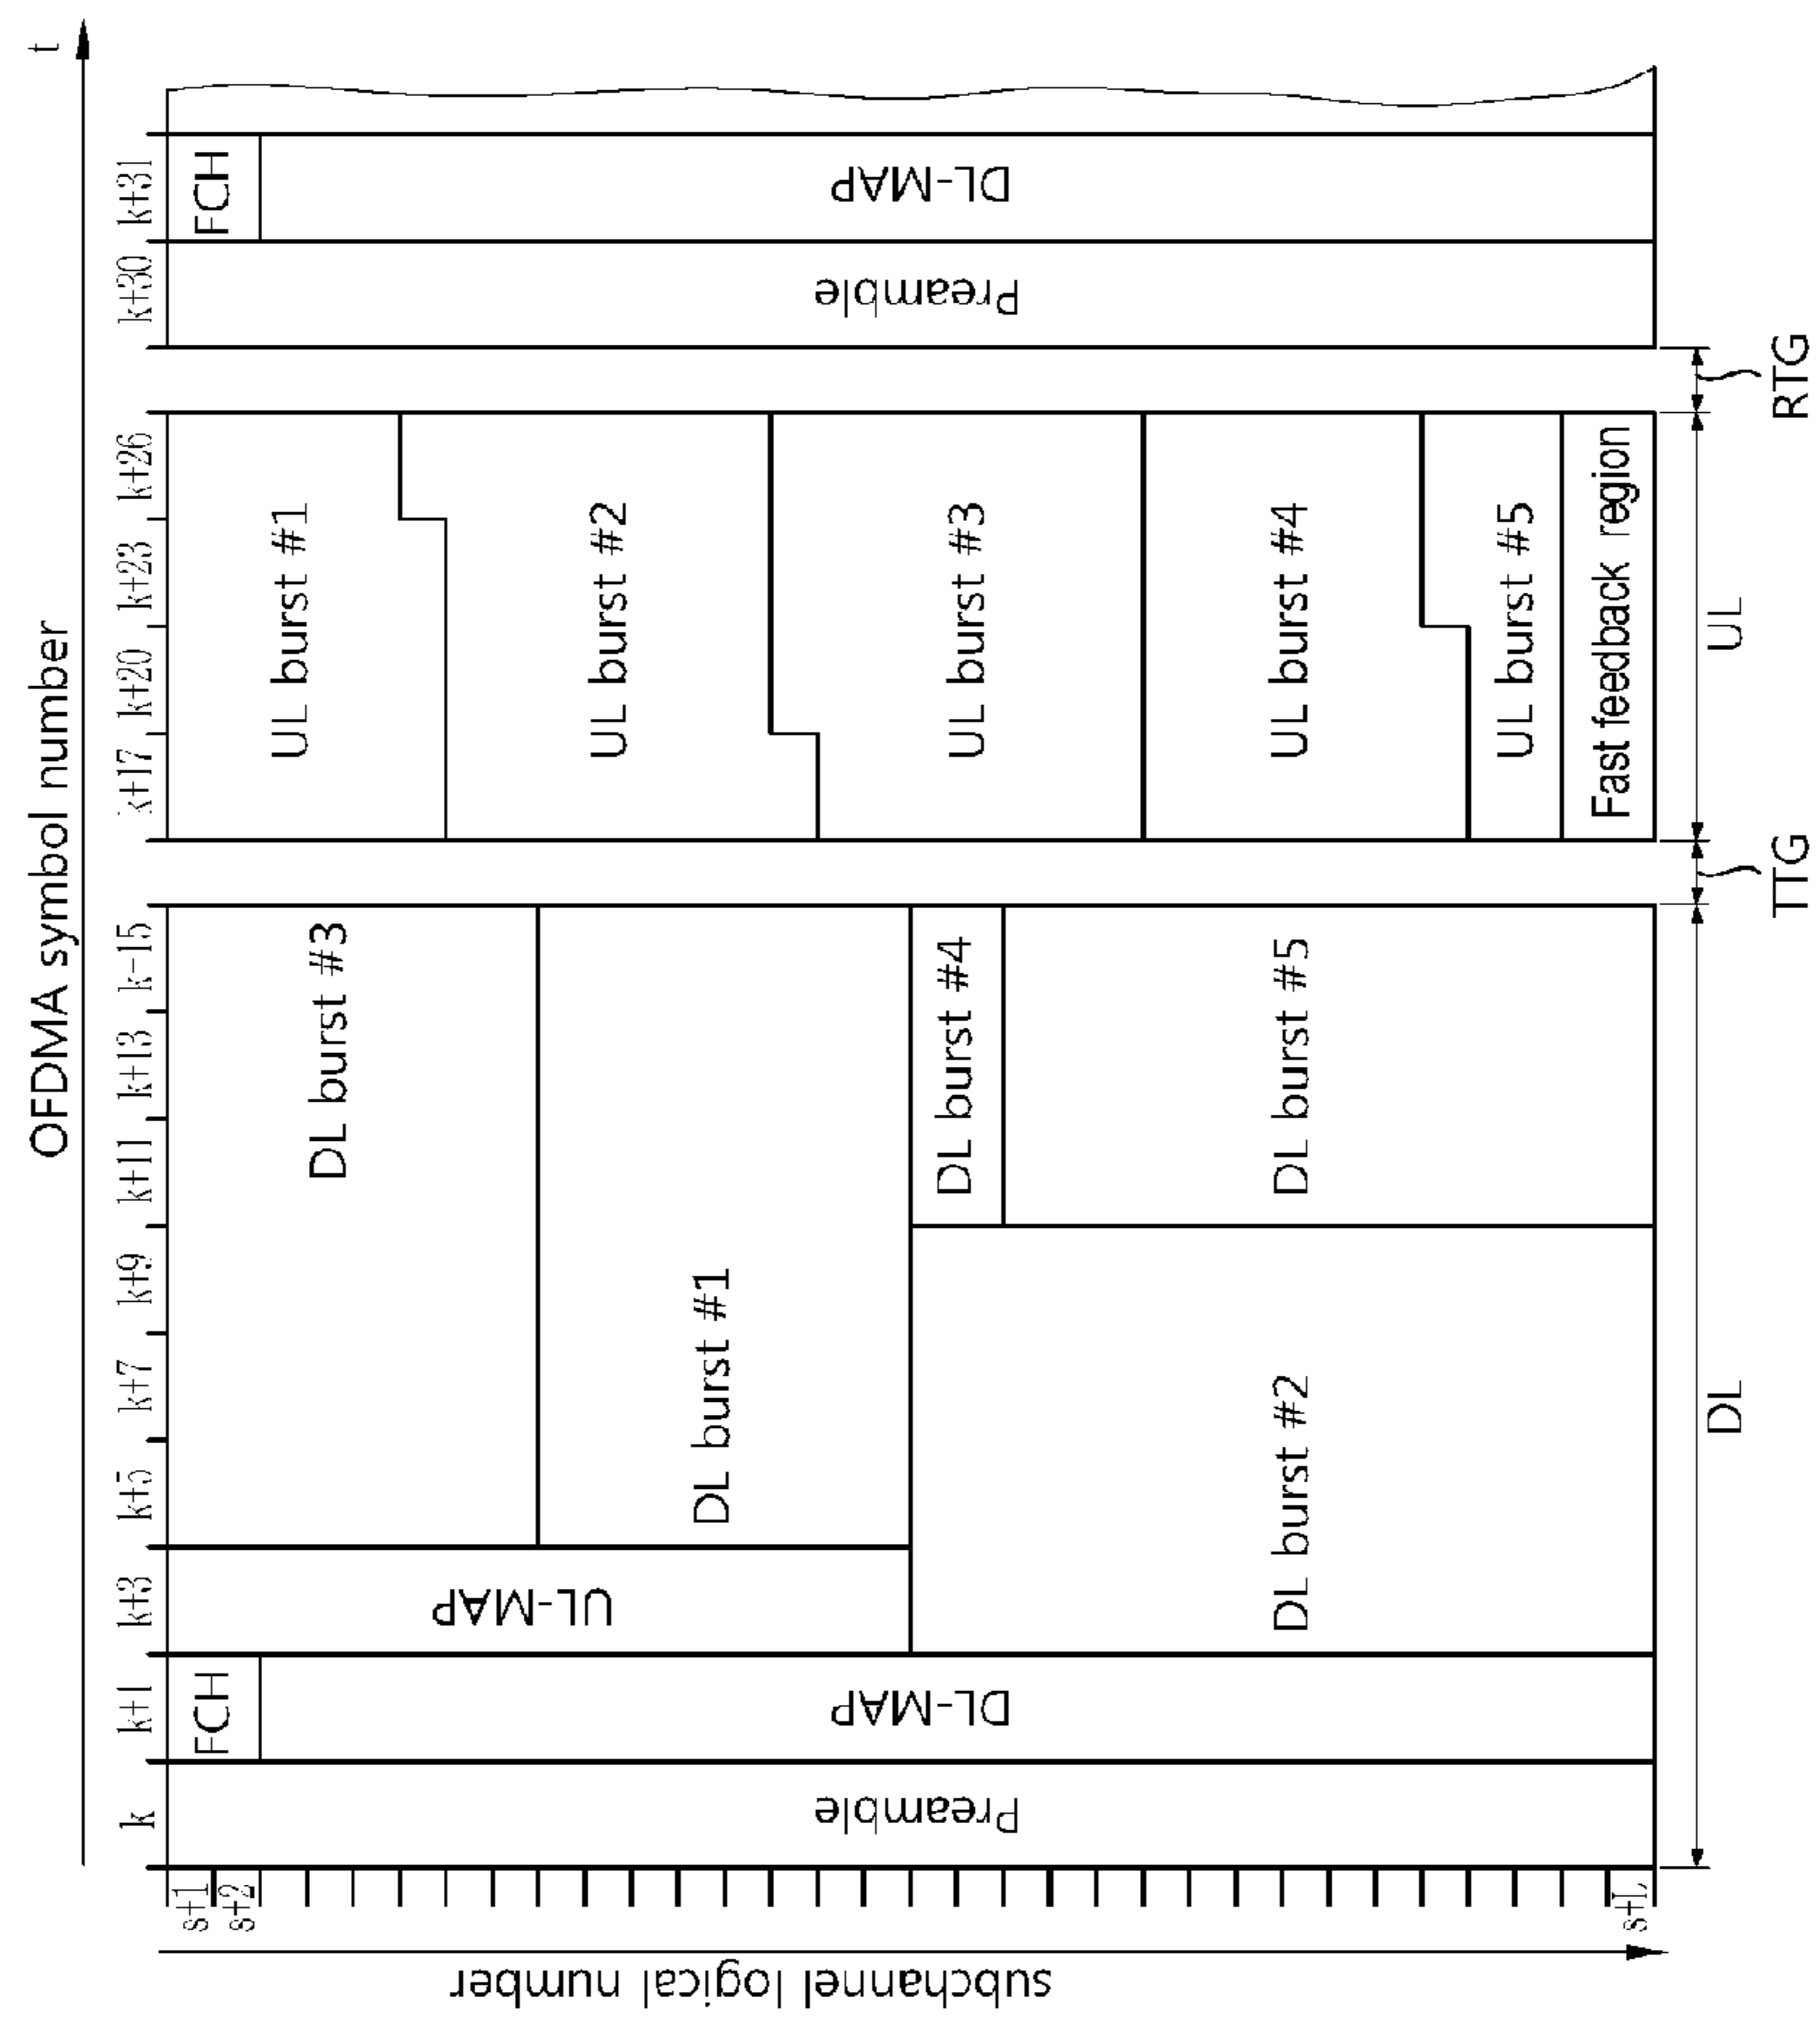 OFDMA symbol number
t
k
k+1
k+3
k+5
k+7
k+9
k+11
k+13
k-15
k+17
k+20
k+23
k+26
k+30
k+31
subchannel logical number
s+1
s+2
s+L
Preamble
FCH
DL-MAP
UL-MAP
DL burst #3
DL burst #1
DL burst #2
DL burst #4
DL burst #5
UL burst #1
UL burst #2
UL burst #3
UL burst #4
UL burst #5
Fast feedback region
Preamble
FCH
DL-MAP
DL
TTG
UL
RTG